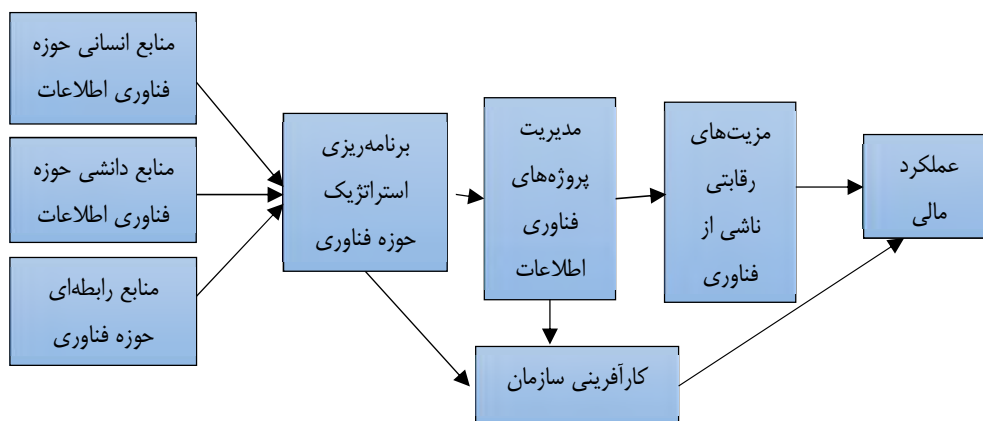 منابع انسانی حوزه
فناوری اطلاعات
منابع دانشی حوزه
فناوری اطلاعات
منابع رابطه‌ای
حوزه فناوری
برنامه‌ریزی
استراتژیک
حوزه فناوری
مدیریت
پروژه‌های
فناوری
اطلاعات
مزیت‌های
رقابتی
ناشی از
فناوری
عملکرد
مالی
کارآفرینی سازمان